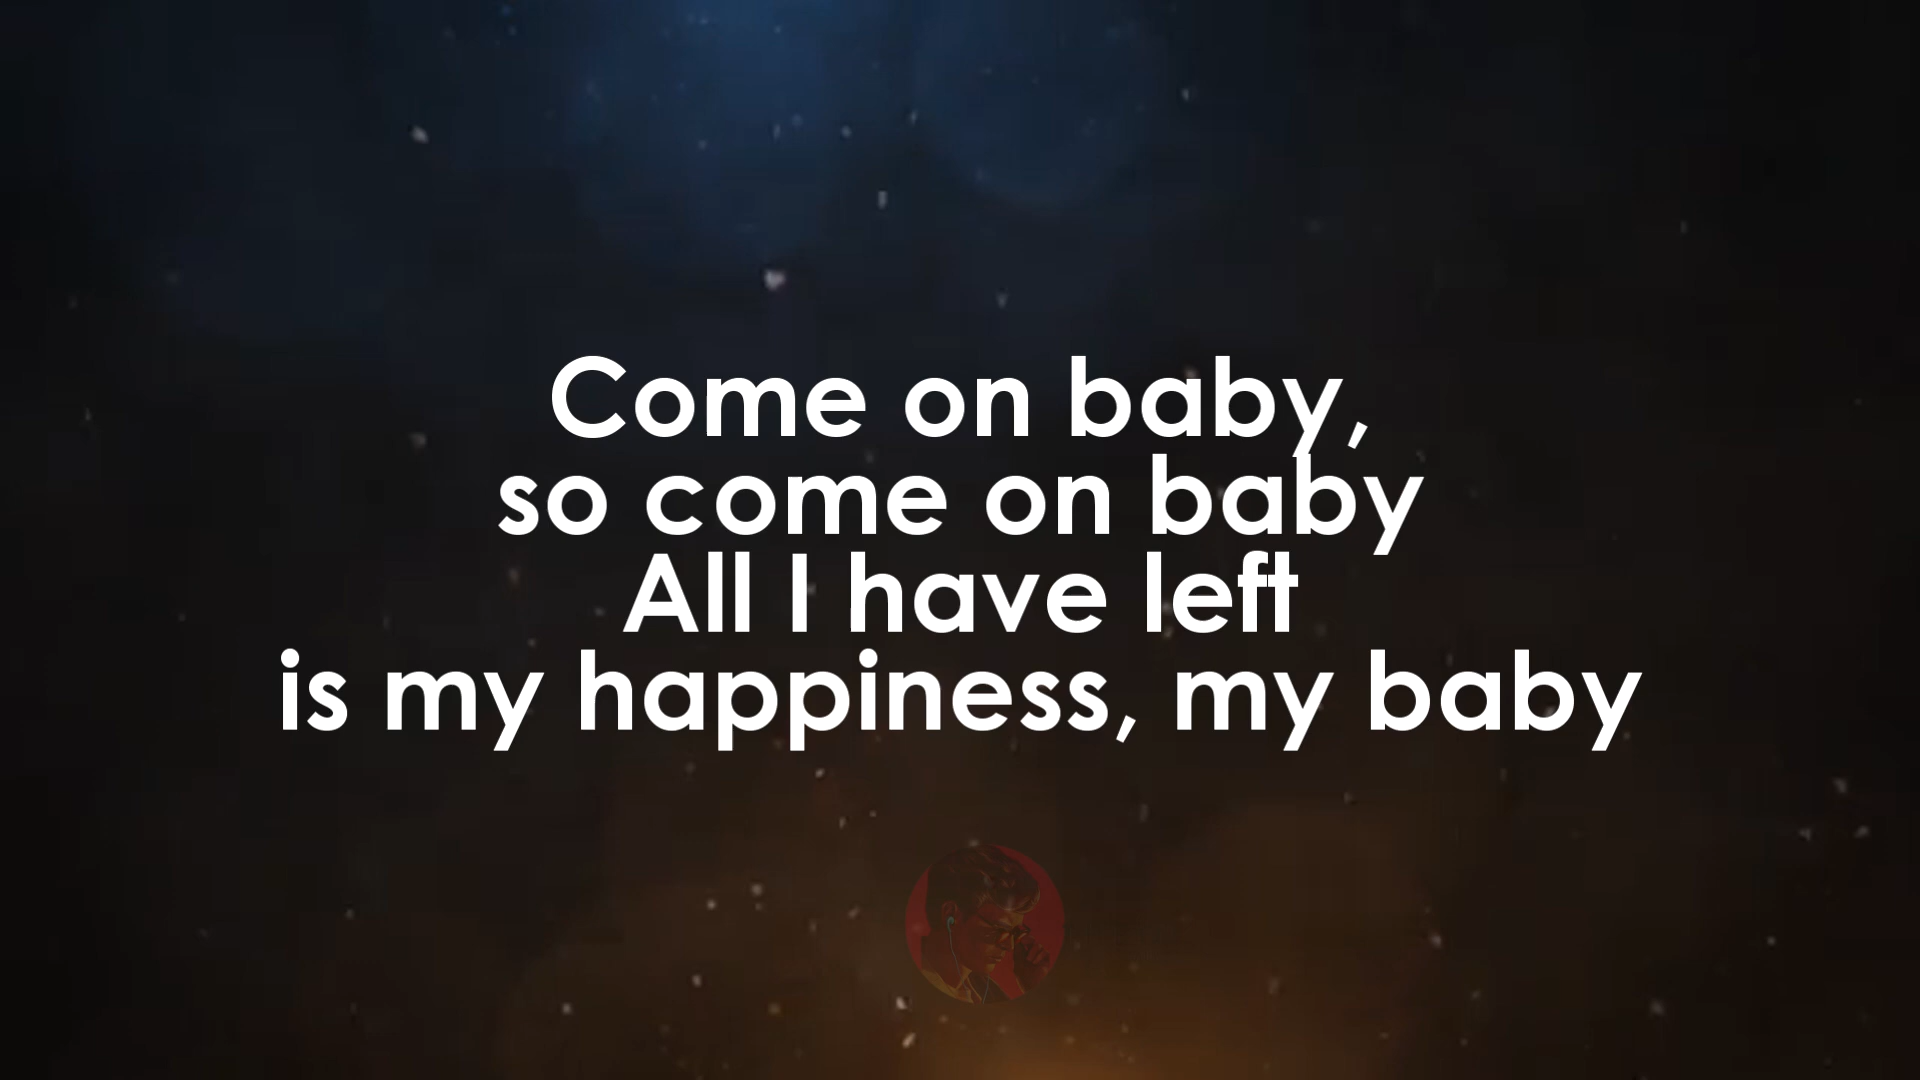 Come on baby,
so come on baby
All I have left
is my happiness, my baby